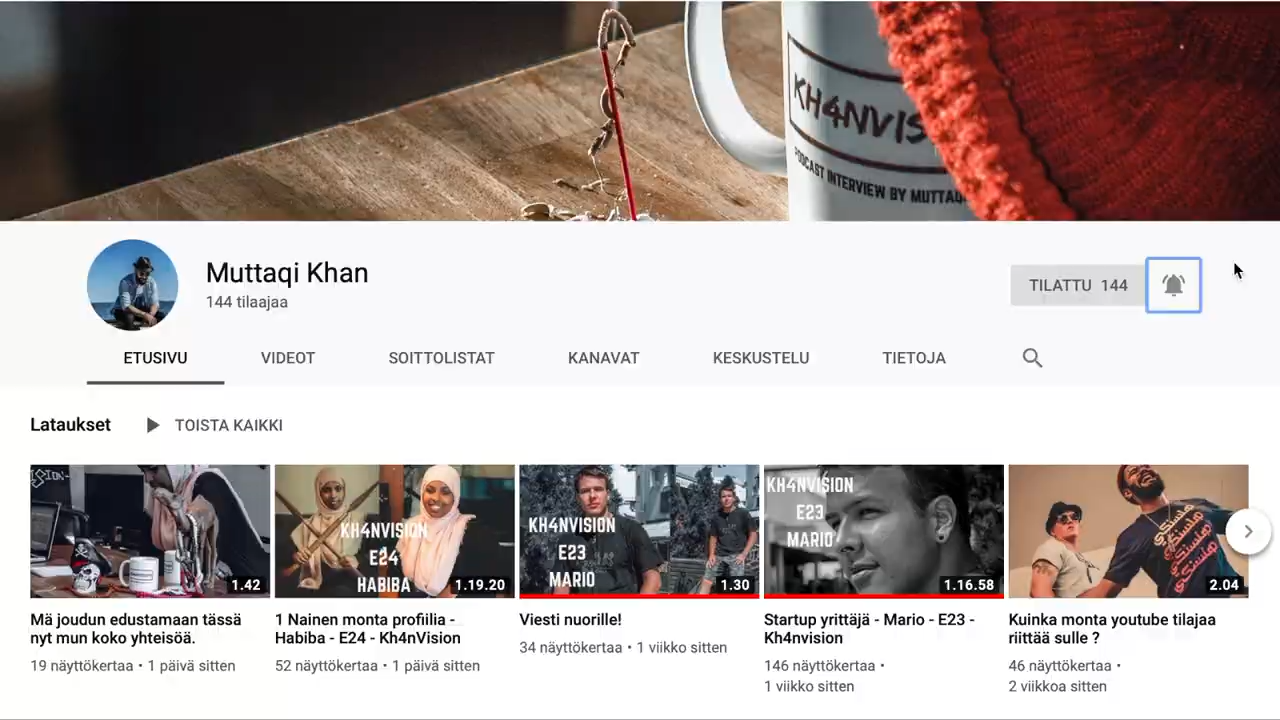 KH4NVIS
PODCAST INTERVIEW BY MUTTAQ
Muttaqi Khan
144 tilaajaa
TILATTU 144
ETUSIVU VIDEOT SOITTOLISTAT KANAVAT KESKUSTELU TIETOJA
Lataukset TOISTA KAIKKI
1.42
KH4NVISION
E24
HABIBA
1.19.20
KH4NVISION
E23
MARIO
1.30
KH4NVISION
E23
MARIO
1.16.58
2.04
Mä joudun edustamaan tässä
nyt mun koko yhteisöä.
19 näyttökertaa • 1 päivä sitten
1 Nainen monta profiilia -
Habiba - E24 - Kh4nVision
52 näyttökertaa • 1 päivä sitten
Viesti nuorille!
34 näyttökertaa • 1 viikko sitten
Startup yrittäjä - Mario - E23 -
Kh4nvision
146 näyttökertaa •
1 viikko sitten
Kuinka monta youtube tilajaa
riittää sulle ?
46 näyttökertaa •
2 viikkoa sitten